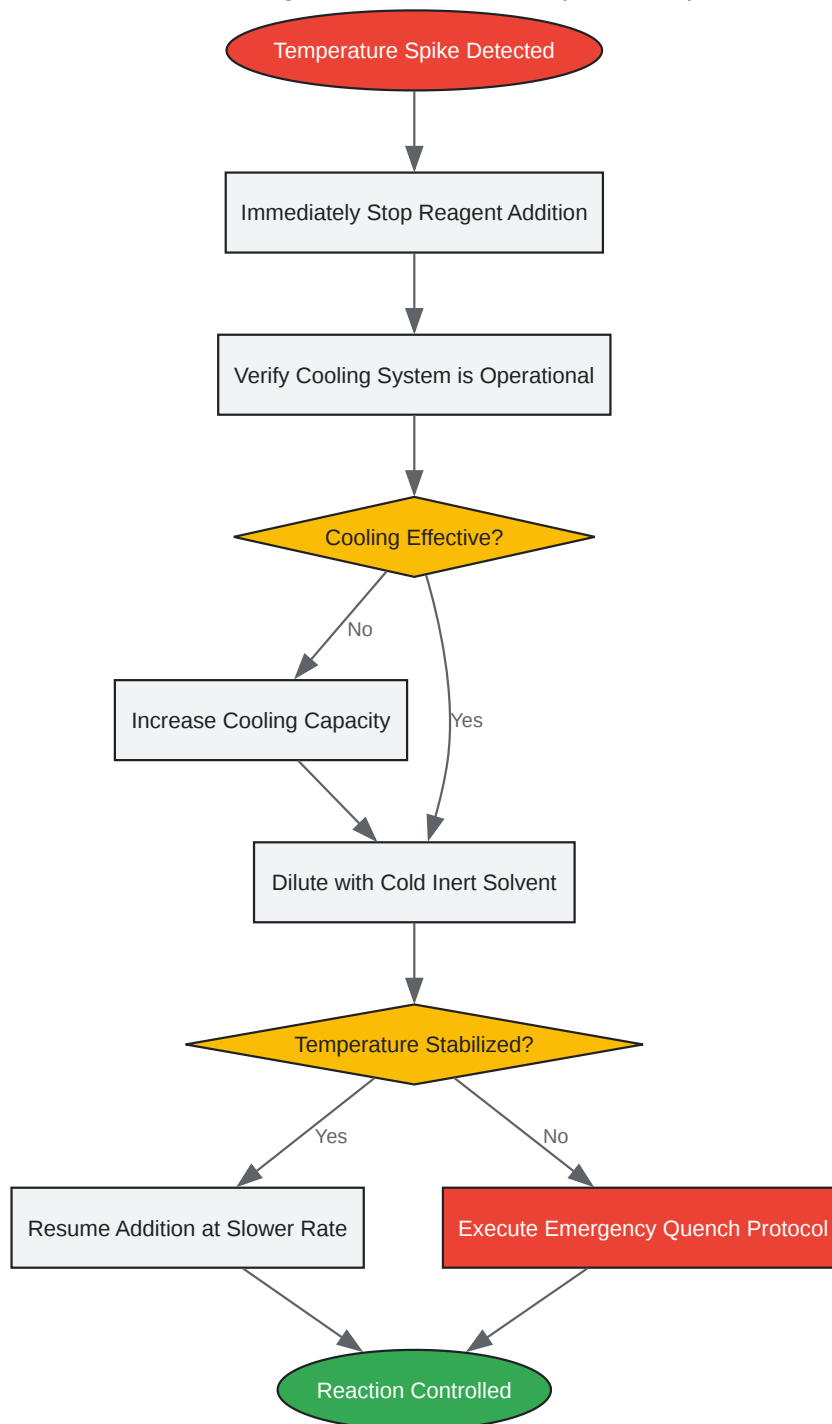 Temperature Spike Detected
Immediately Stop Reagent Addition
Verify Cooling System is Operational
Cooling Effective?
No
Yes
Increase Cooling Capacity
Dilute with Cold Inert Solvent
Temperature Stabilized?
Yes
No
Resume Addition at Slower Rate
Execute Emergency Quench Protocol
Reaction Controlled